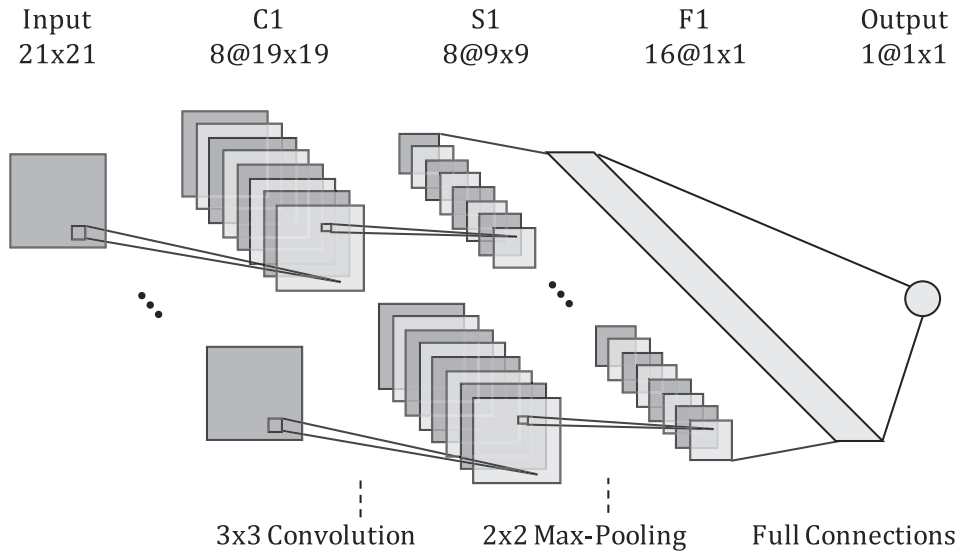 Input
21x21
C1
8@19x19
S1
8@9x9
F1
16@1x1
Output
1@1x1
3x3 Convolution
2x2 Max-Pooling
Full Connections